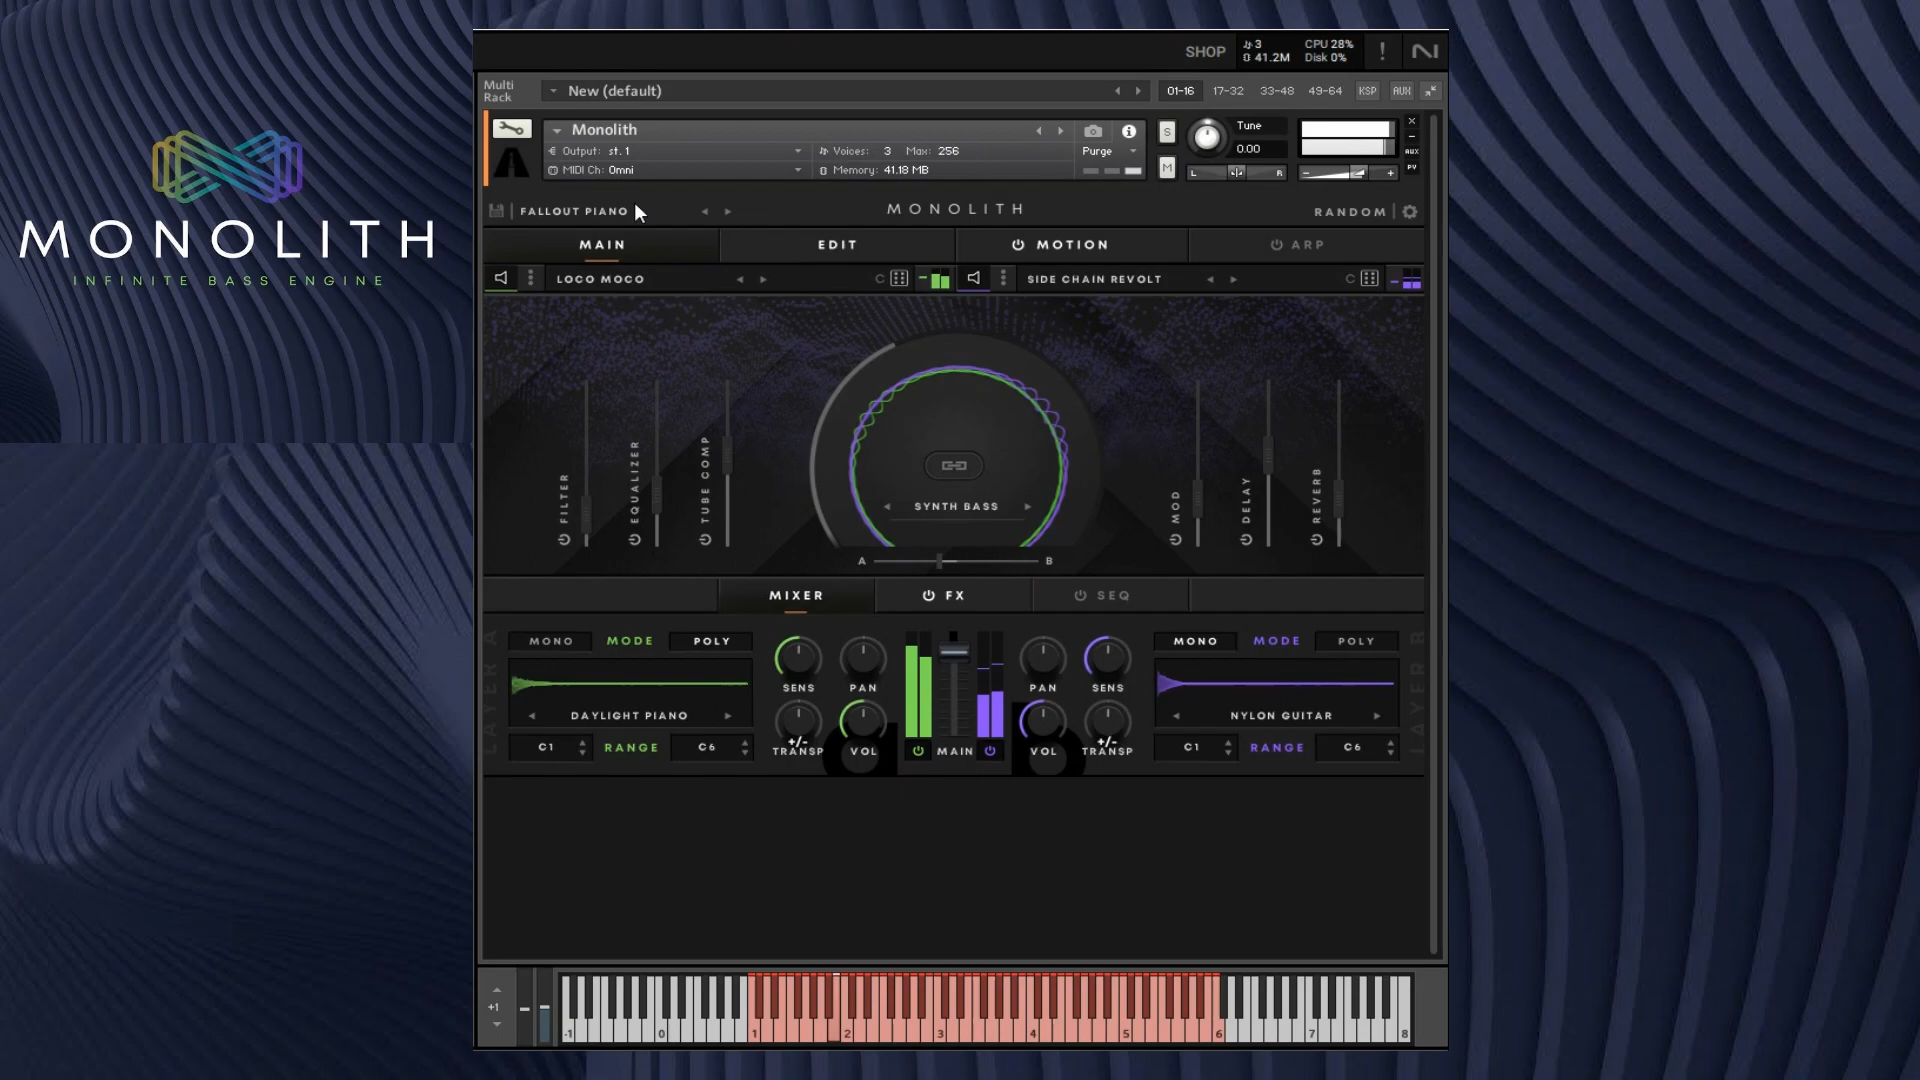 MONOLITH
INFINITE BASS ENGINE
SHOP
3
41.2M
CPU 28%
Disk 0%
!
Multi
Rack
New (default)
01-16 17-32 33-48 49-64 KSP AUX
Monolith
Output: st.1
Voices: 3 Max: 256
Purge
MIDI Ch: Omni
Memory: 41.18 MB
S
M
Tune
0.00
L R
- +
AUX
PV
FALLOUT PIANO
MONOLITH
RANDOM
MAIN EDIT MOTION ARP
LOCO MOCO C
SIDE CHAIN REVOLT C
FILTER
EQUALIZER
TUBE COMP
SYNTH BASS
A B
MOD
DELAY
REVERB
MIXER FX SEQ
LAYER A
MONO MODE POLY
DAYLIGHT PIANO
C1 RANGE C6
SENS PAN
+/-
TRANSP VOL
MAIN
PAN SENS
+/-
VOL TRANSP
MONO MODE POLY
NYLON GUITAR
C1 RANGE C6
LAYER B
+1
-1 0 1 2 3 4 5 6 7 8